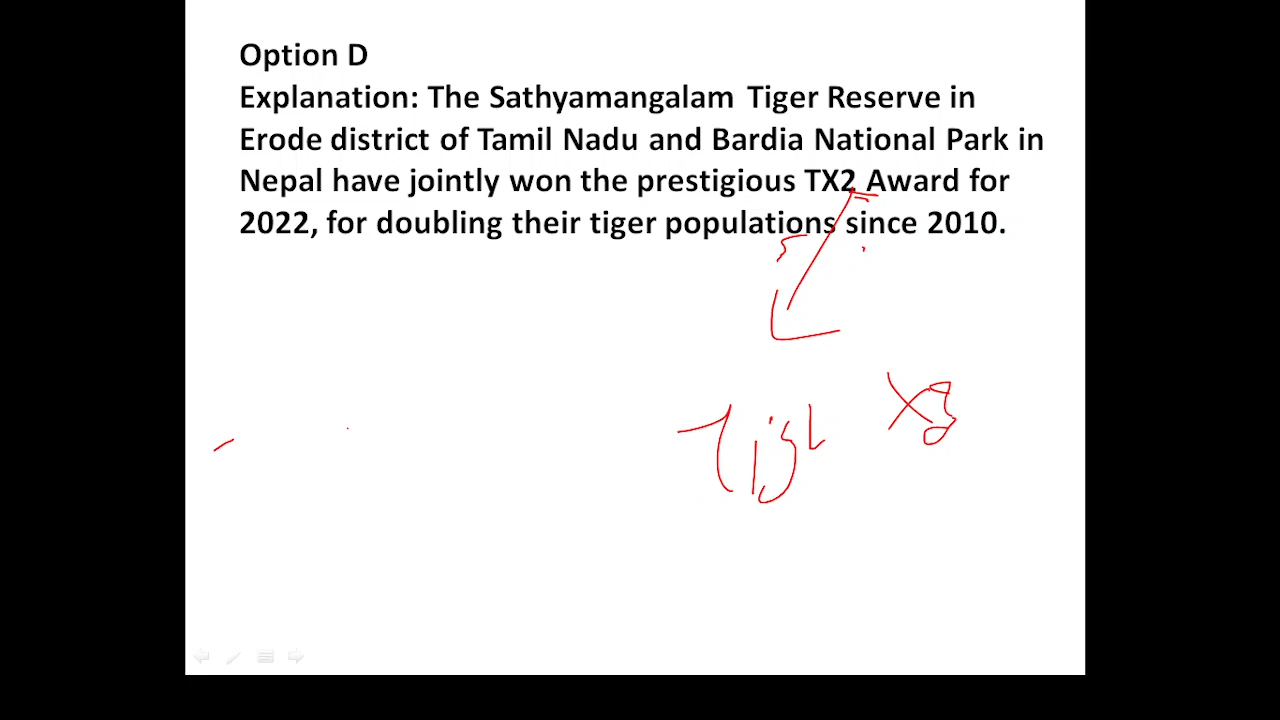 Option D
Explanation: The Sathyamangalam Tiger Reserve in
Erode district of Tamil Nadu and Bardia National Park in
Nepal have jointly won the prestigious TX2 Award for
2022, for doubling their tiger populations since 2010.